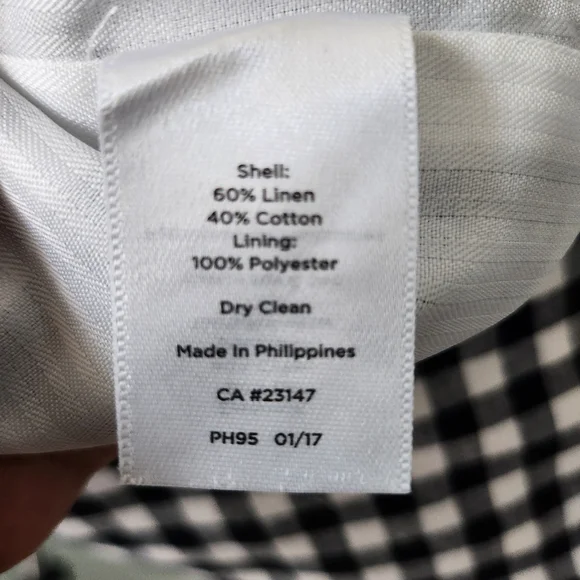 Shell:
60% Linen
40% Cotton
Lining:
100% Polyester
Dry Clean
Made In Philippines
CA #23147
PH95 01/17